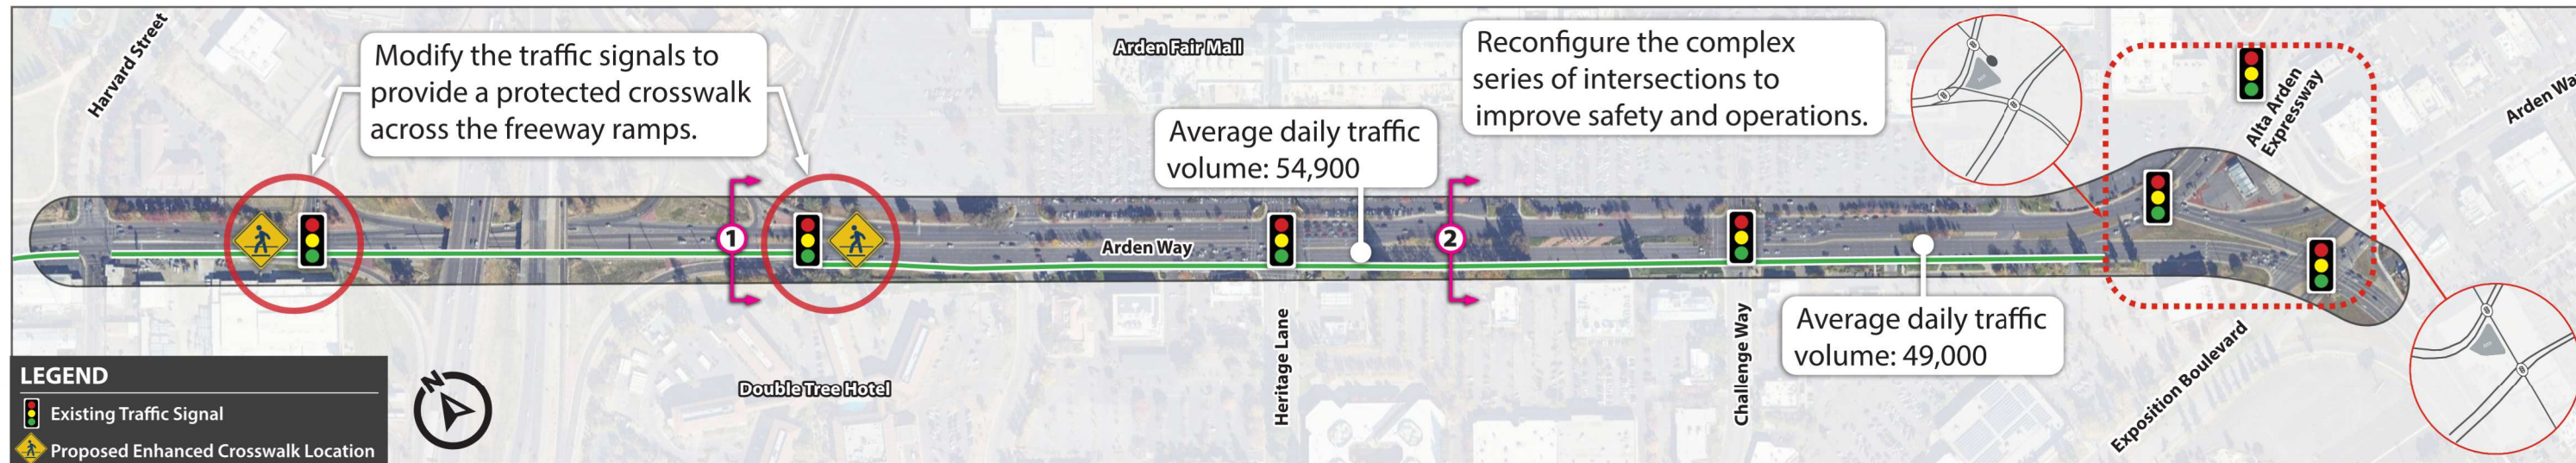 Harvard Street
Modify the traffic signals to
provide a protected crosswalk
across the freeway ramps.
Arden Fair Mall
Reconfigure the complex
series of intersections to
improve safety and operations.
Alta Arden
Expressway
Arden Wa
Average daily traffic
volume: 54,900
1
2
Arden Way
Average daily traffic
volume: 49,000
Double Tree Hotel
Heritage Lane
Challenge Way
Exposition Boulevard
LEGEND
Existing Traffic Signal
Proposed Enhanced Crosswalk Location
N